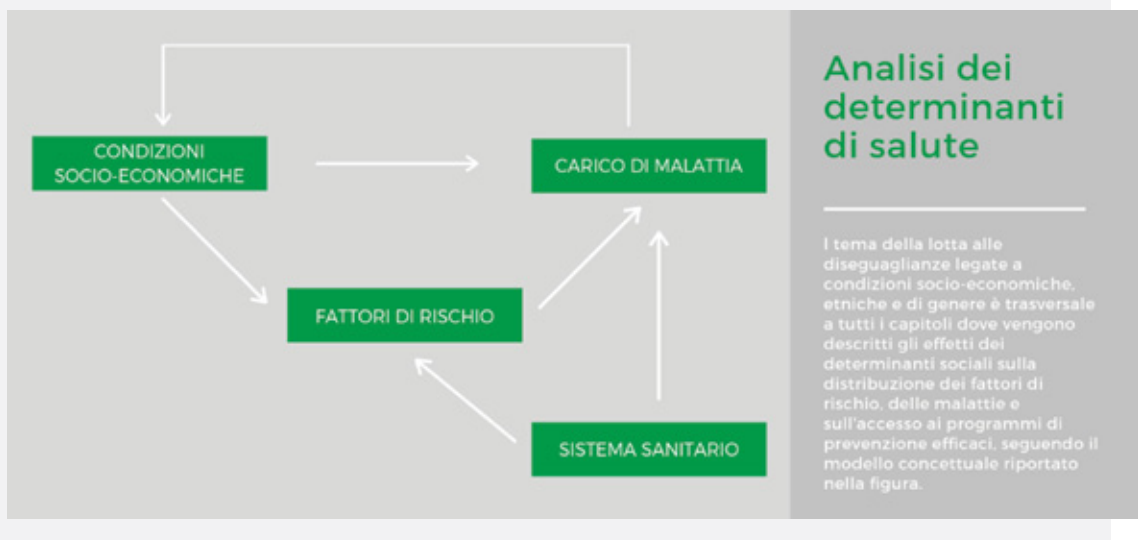 CONDIZIONI
SOCIO-ECONOMICHE
CARICO DI MALATTIA
FATTORI DI RISCHIO
SISTEMA SANITARIO
Analisi dei
determinanti
di salute
I tema della lotta alle
diseguaglianze legate a
condizioni socio-economiche,
etniche e di genere è trasversale
a tutti i capitoli dove vengono
descritti gli effetti dei
determinanti sociali sulla
distribuzione dei fattori di
rischio, delle malattie e
sull'accesso ai programmi di
prevenzione efficaci, seguendo il
modello concettuale riportato
nella figura.